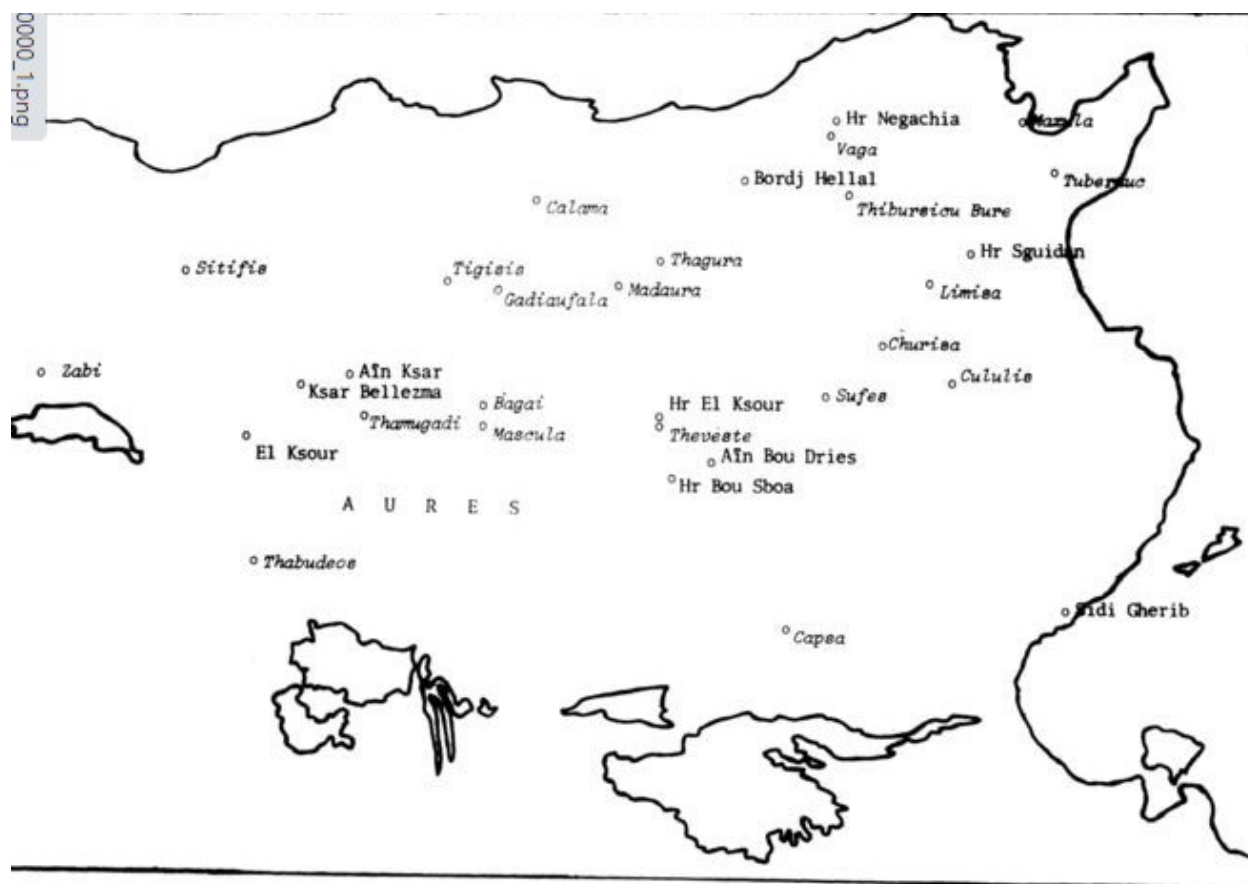 0000_1.png
Hr Negachia
Vaga
Bordj Hellal
Tubernuc
Calama
Thibursicu Bure
Hr Sguidan
Thagura
Sitifis
Tigisis
Madaura
Gadiaufala
Limisa
Churisa
Zabi
Aïn Ksar
Ksar Bellezma
Cululis
Bagai
Sufes
Hr El Ksour
Thamugadi
Mascula
Theveste
El Ksour
Aïn Bou Dries
Hr Bou Sboa
AURES
Thabudeos
Sidi Gherib
Capsa